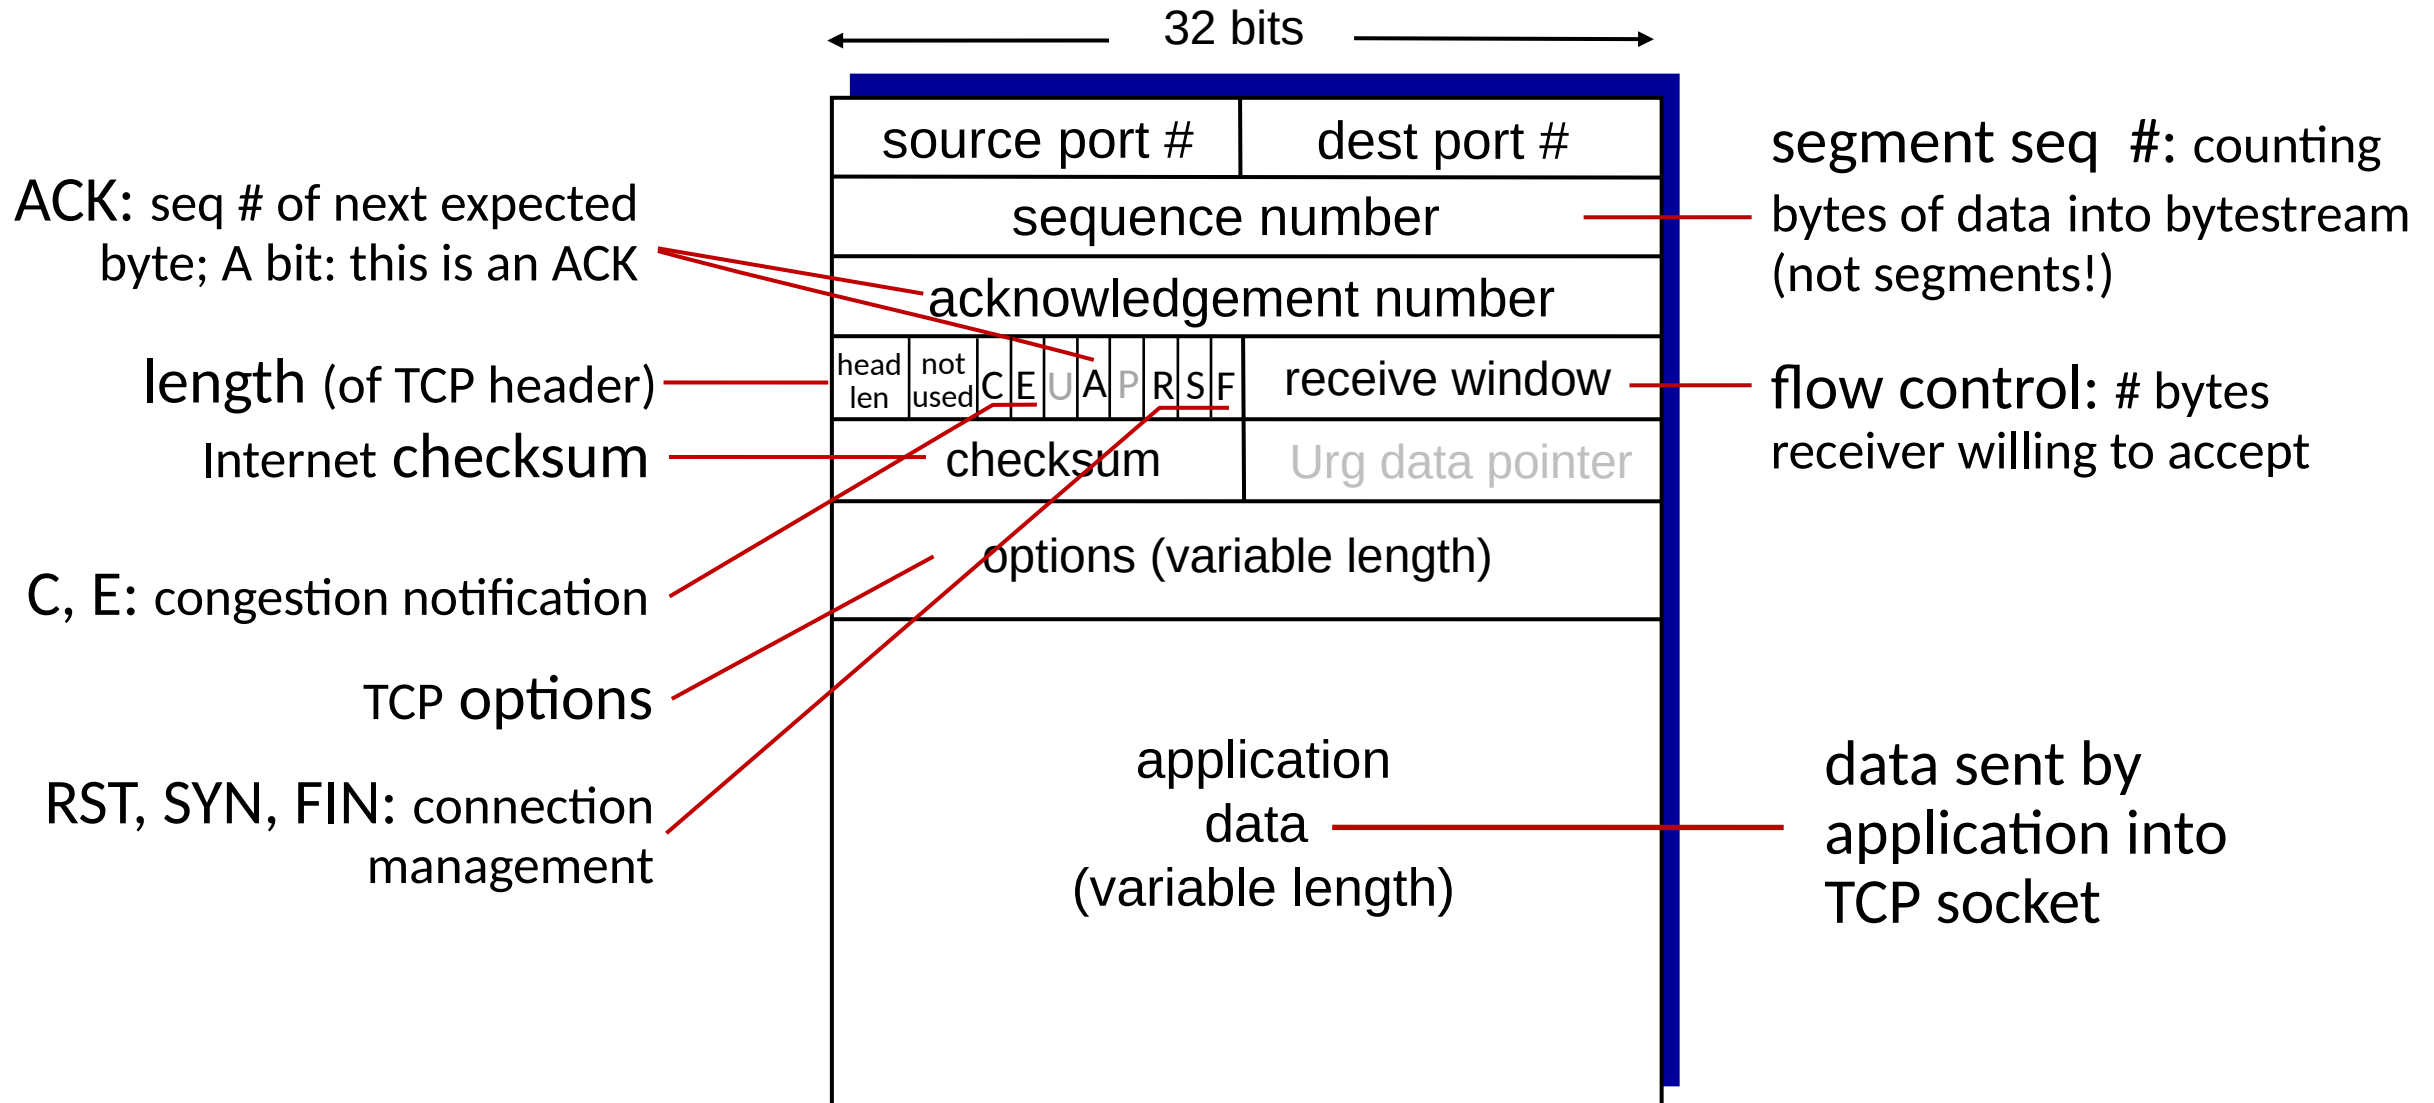 32 bits
source port #
dest port #
sequence number
acknowledgement number
head
len
not
used
C
E
U
A
P
R
S
F
receive window
checksum
Urg data pointer
options (variable length)
application
data
(variable length)
ACK: seq # of next expected
byte; A bit: this is an ACK
length (of TCP header)
Internet checksum
C, E: congestion notification
TCP options
RST, SYN, FIN: connection
management
segment seq #: counting
bytes of data into bytestream
(not segments!)
flow control: # bytes
receiver willing to accept
data sent by
application into
TCP socket